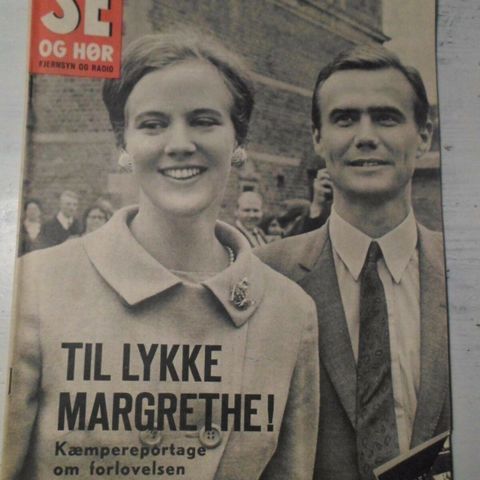 SE
OG HØR
FJERNSYN OG RADIO
TIL LYKKE
MARGRETHE!
Kæmpereportage
om forlovelsen